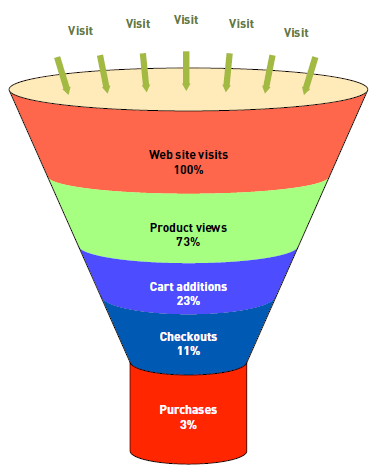 Visit
Visit
Visit
Visit
Visit
Web site visits
100%
Product views
73%
Cart additions
23%
Checkouts
11%
Purchases
3%